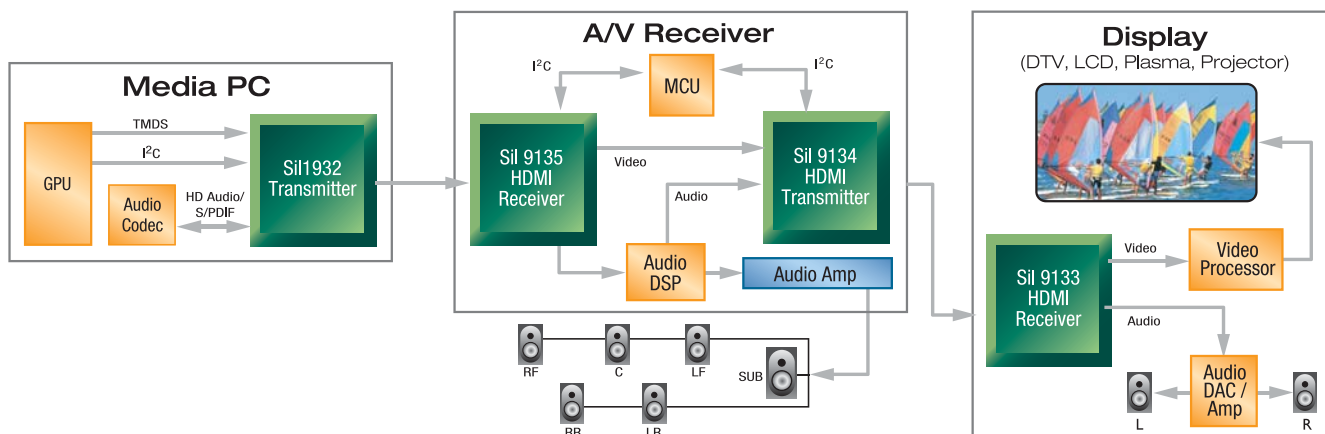 Media PC
GPU
TMDS
I²C
Audio
Codec
HD Audio/
S/PDIF
SiI1932
Transmitter
A/V Receiver
I²C
MCU
I²C
SiI 9135
HDMI
Receiver
Video
Audio
SiI 9134
HDMI
Transmitter
Audio
DSP
Audio Amp
RF
C
LF
SUB
RR
LR
Display
(DTV, LCD, Plasma, Projector)
SiI 9133
HDMI
Receiver
Video
Video
Processor
Audio
Audio
DAC /
Amp
L
R